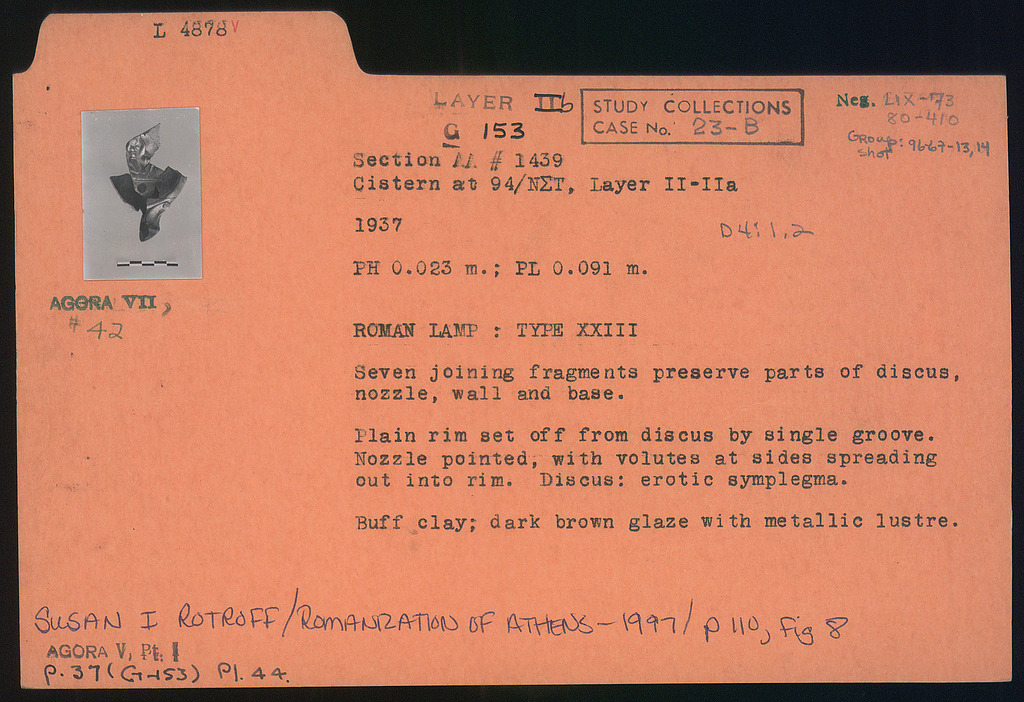 L 4878 V
LAYER IIb
G 153
STUDY COLLECTIONS
CASE No. 23-B
Neg. LIX-73
80-410
Group: 96-67-13,14
shot
Section ΛΛ # 1439
Cistern at 94/ΝΣΤ, Layer II-IIa
1937
D4:1,2
PH 0.023 m.; PL 0.091 m.
AGORA VII,
# 42
ROMAN LAMP : TYPE XXIII
Seven joining fragments preserve parts of discus,
nozzle, wall and base.
Plain rim set off from discus by single groove.
Nozzle pointed, with volutes at sides spreading
out into rim. Discus: erotic symplegma.
Buff clay; dark brown glaze with metallic lustre.
SUSAN I ROTROFF/ROMANIZATION OF ATHENS-1997/ p 110, Fig 8
AGORA V, Pt. I
p. 37 (G-153) Pl. 44.